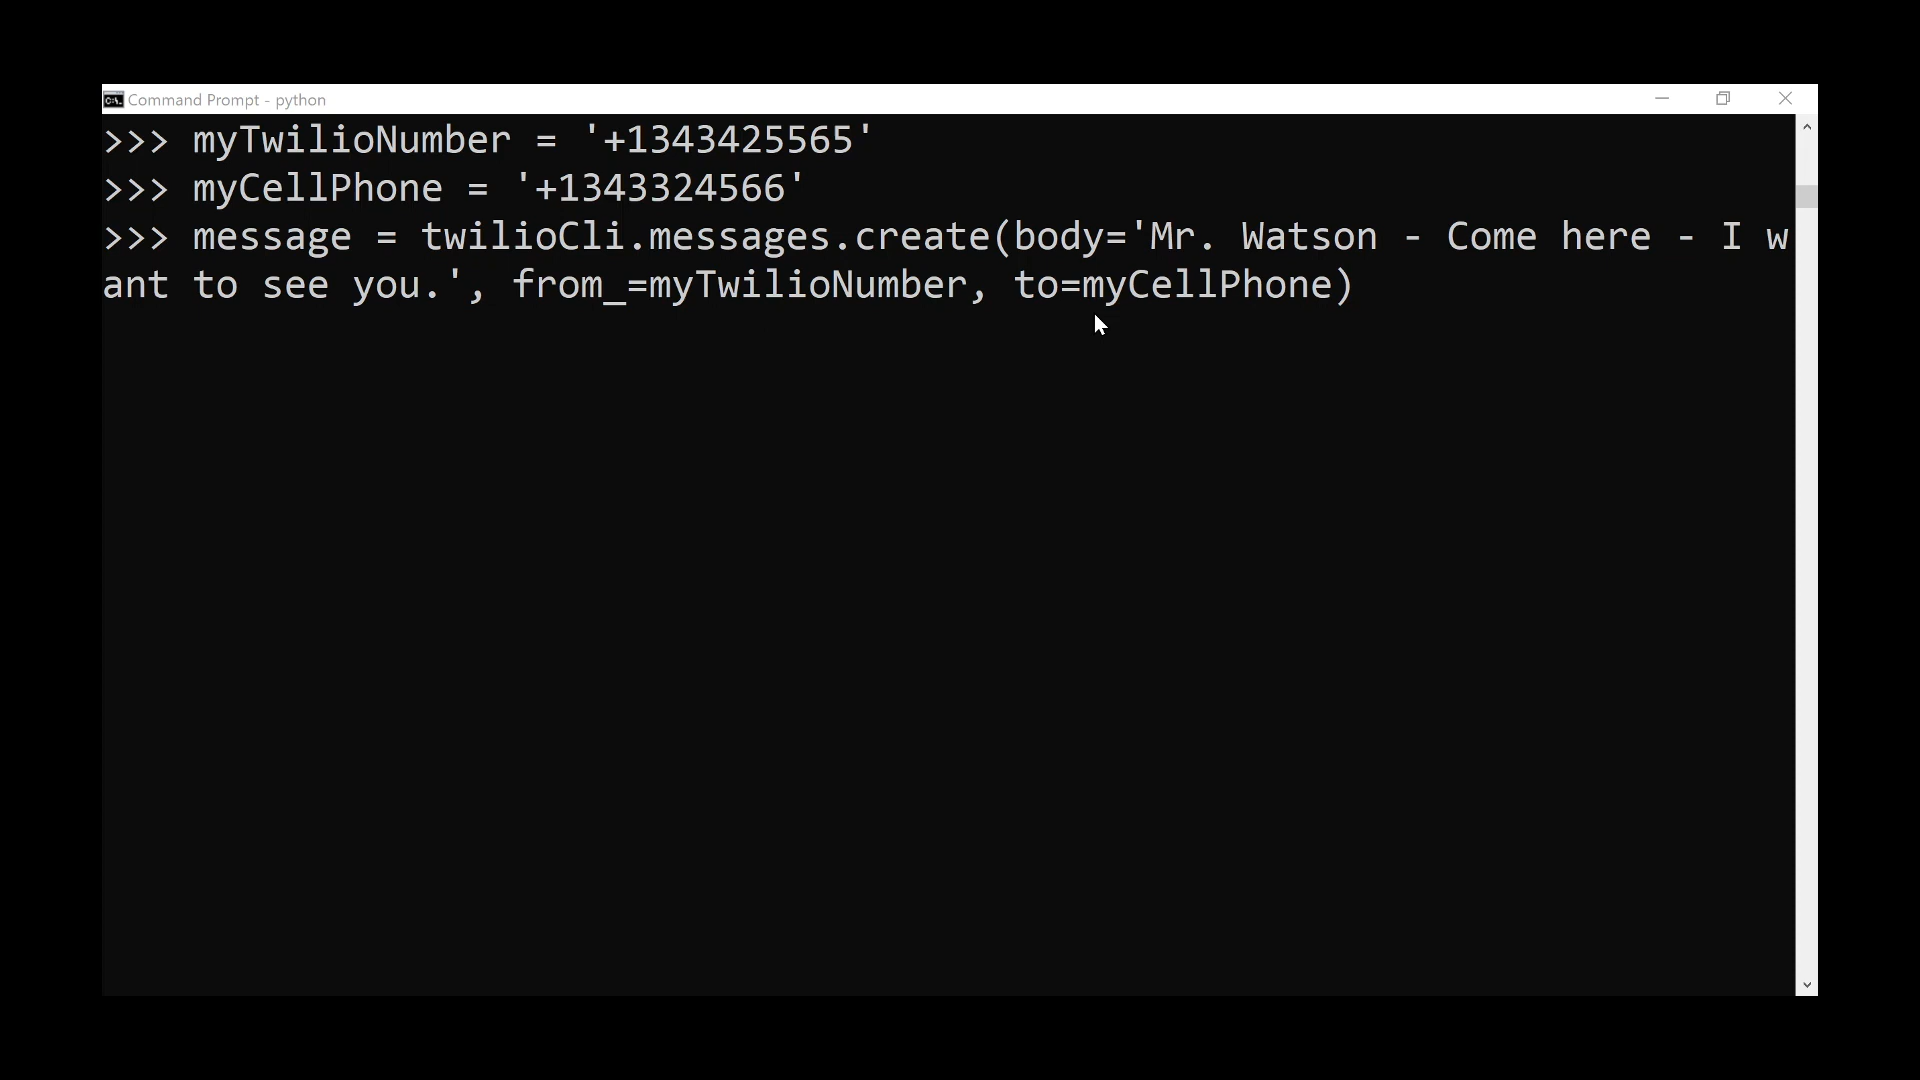 Command Prompt - python
>>> myTwilioNumber = '+1343425565'
>>> myCellPhone = '+1343324566'
>>> message = twilioCli.messages.create(body='Mr. Watson - Come here - I w
ant to see you.', from_=myTwilioNumber, to=myCellPhone)